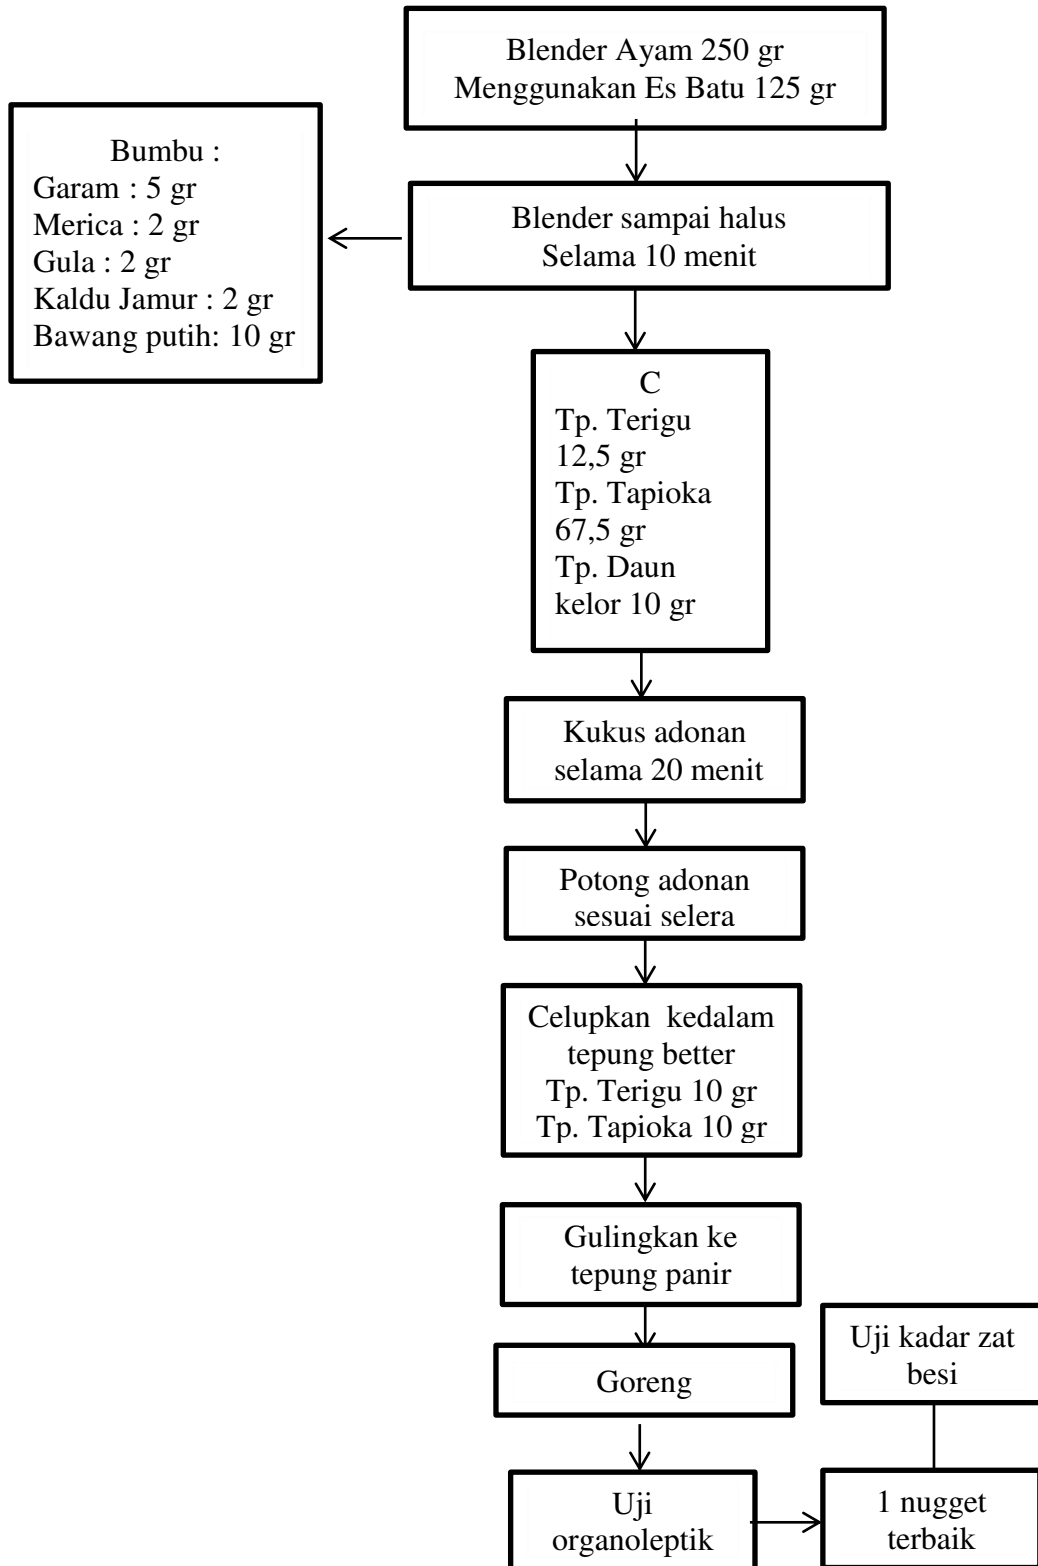 Blender Ayam 250 gr
Menggunakan Es Batu 125 gr
Bumbu :
Garam : 5 gr
Merica : 2 gr
Gula : 2 gr
Kaldu Jamur : 2 gr
Bawang putih: 10 gr
Blender sampai halus
Selama 10 menit
C
Tp. Terigu
12,5 gr
Tp. Tapioka
67,5 gr
Tp. Daun
kelor 10 gr
Kukus adonan
selama 20 menit
Potong adonan
sesuai selera
Celupkan kedalam
tepung better
Tp. Terigu 10 gr
Tp. Tapioka 10 gr
Gulingkan ke
tepung panir
Goreng
Uji kadar zat
besi
Uji
organoleptik
1 nugget
terbaik